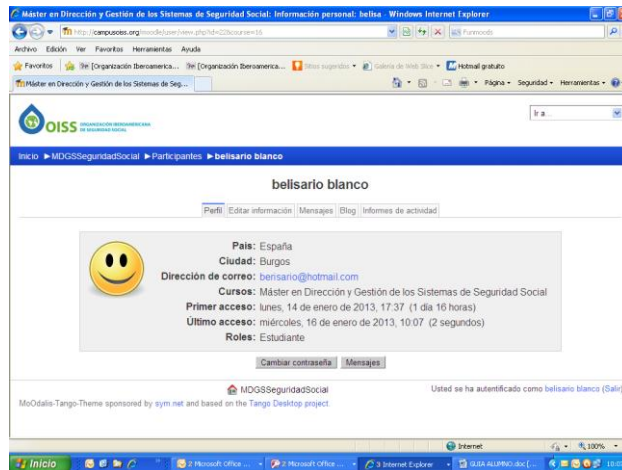 Máster en Dirección y Gestión de los Sistemas de Seguridad Social: Información personal: belisa - Windows Internet Explorer
http://campusoiss.org/moodle/user/view.php?id=228course=16
Archivo Edición Ver Favoritos Herramientas Ayuda
Favoritos [Organización Iberoamerica... [Organización Iberoamerica... Sitios sugeridos Galería de Web Slice Hotmail gratuito
Máster en Dirección y Gestión de los Sistemas de Seg... Página Seguridad Herramientas
OISS ORGANIZACIÓN IBEROAMERICANA DE SEGURIDAD SOCIAL
Ir a...
Inicio ► MDGSSeguridadSocial ► Participantes ► belisario blanco
belisario blanco
Perfil Editar información Mensajes Blog Informes de actividad
País: España
Ciudad: Burgos
Dirección de correo: berisario@hotmail.com
Cursos: Máster en Dirección y Gestión de los Sistemas de Seguridad Social
Primer acceso: lunes, 14 de enero de 2013, 17:37 (1 día 16 horas)
Último acceso: miércoles, 16 de enero de 2013, 10:07 (2 segundos)
Roles: Estudiante
Cambiar contraseña Mensajes
MDGSSeguridadSocial
Usted se ha autentificado como belisario blanco (Salir)
MoOdalis-Tango-Theme sponsored by sym.net and based on the Tango Desktop project.
Internet 100%
Inicio 2 Microsoft Office ... 2 Microsoft Office ... 3 Internet Explorer GUIA ALUMNO.doc [...